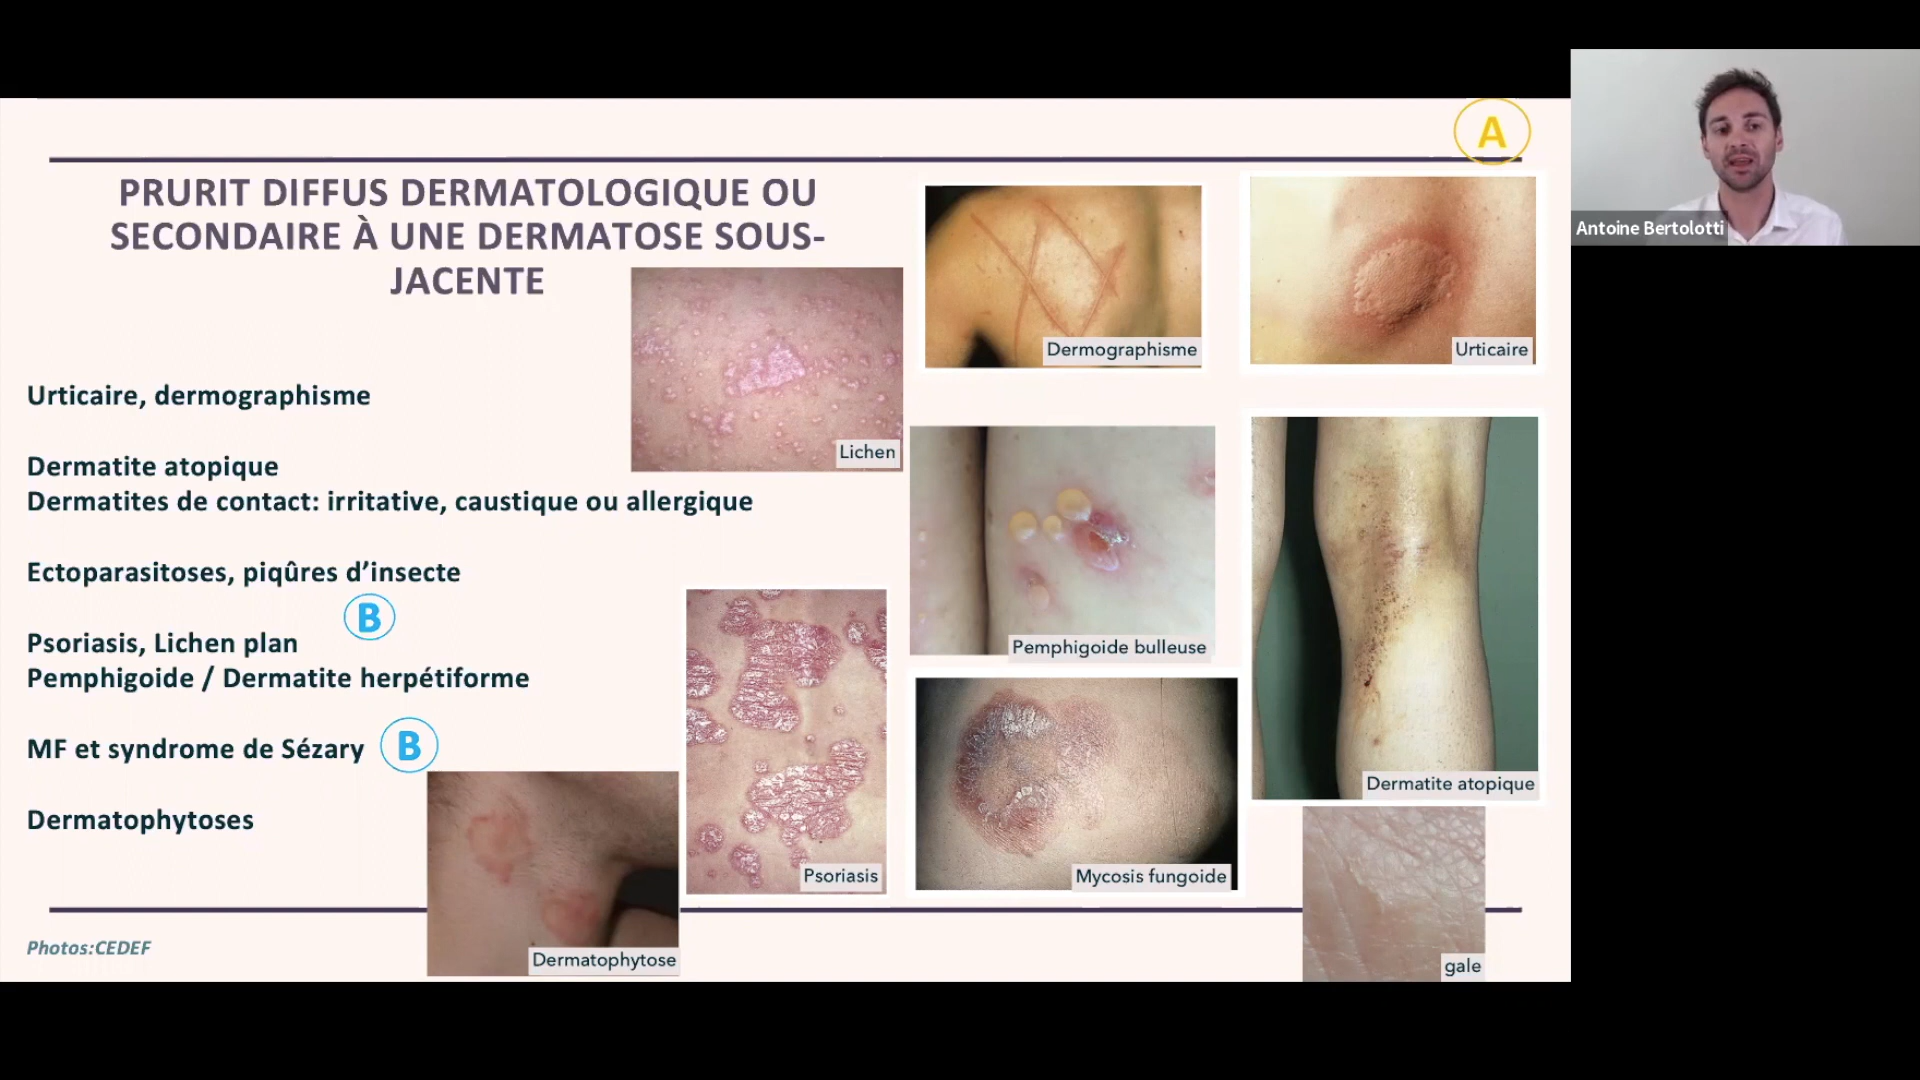 A
PRURIT DIFFUS DERMATOLOGIQUE OU
SECONDAIRE À UNE DERMATOSE SOUS-
JACENTE
Urticaire, dermographisme
Dermatite atopique
Dermatites de contact: irritative, caustique ou allergique
Ectoparasitoses, piqûres d’insecte
B
Psoriasis, Lichen plan
Pemphigoide / Dermatite herpétiforme
MF et syndrome de Sézary
B
Dermatophytoses
Photos:CEDEF
Lichen
Dermographisme
Urticaire
Pemphigoide bulleuse
Dermatite atopique
Psoriasis
Mycosis fungoide
Dermatophytose
gale
Antoine Bertolotti